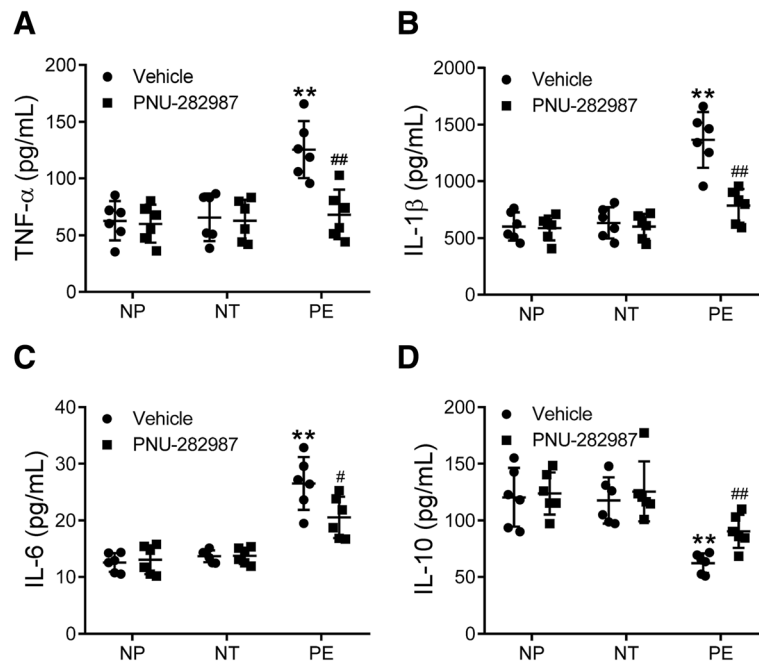 A
TNF-α (pg/mL)
200
150
100
50
0
Vehicle
PNU-282987
**
##
NP NT PE
B
IL-1β (pg/mL)
2000
1500
1000
500
0
Vehicle
PNU-282987
**
##
NP NT PE
C
IL-6 (pg/mL)
40
30
20
10
0
Vehicle
PNU-282987
**
#
NP NT PE
D
IL-10 (pg/mL)
200
150
100
50
0
Vehicle
PNU-282987
**
##
NP NT PE